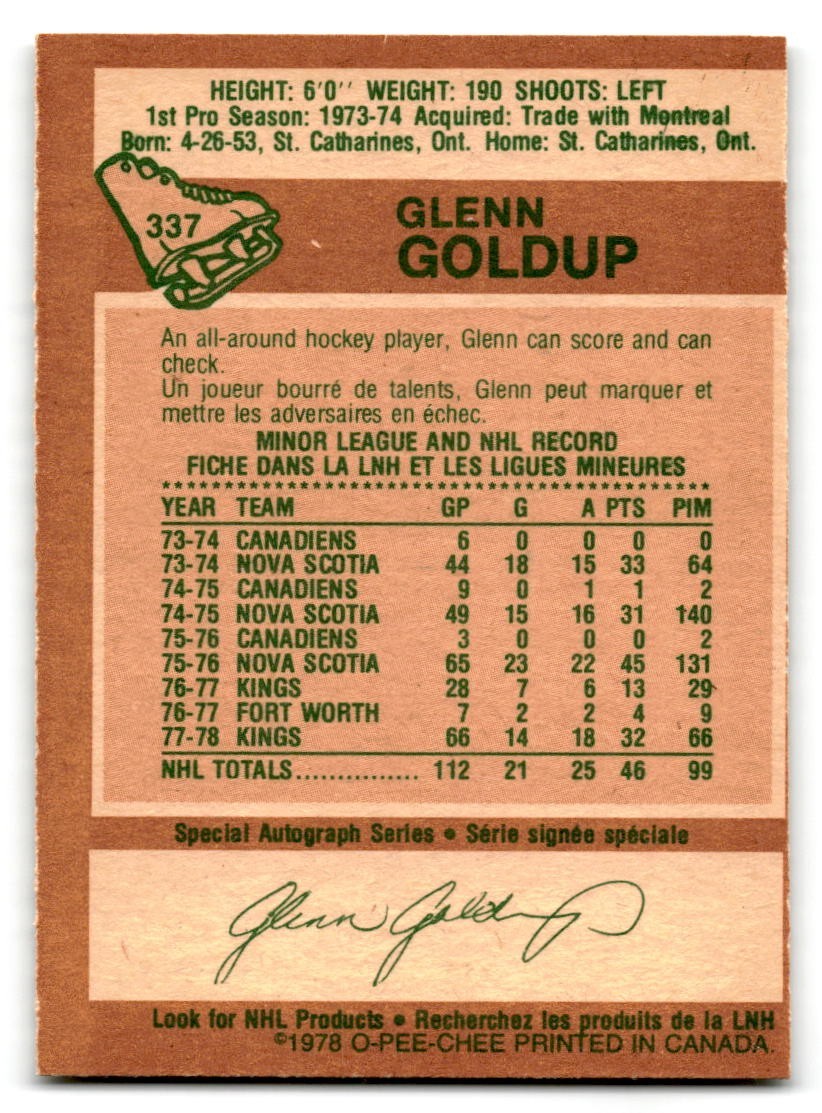 HEIGHT: 6'0'' WEIGHT: 190 SHOOTS: LEFT
1st Pro Season: 1973-74 Acquired: Trade with Montreal
Born: 4-26-53, St. Catharines, Ont. Home: St. Catharines, Ont.
337
GLENN
GOLDUP
An all-around hockey player, Glenn can score and can
check.
Un joueur bourré de talents, Glenn peut marquer et
mettre les adversaires en échec.
MINOR LEAGUE AND NHL RECORD
FICHE DANS LA LNH ET LES LIGUES MINEURES
YEAR TEAM GP G A PTS PIM
73-74 CANADIENS 6 0 0 0 0
73-74 NOVA SCOTIA 44 18 15 33 64
74-75 CANADIENS 9 0 1 1 2
74-75 NOVA SCOTIA 49 15 16 31 140
75-76 CANADIENS 3 0 0 0 2
75-76 NOVA SCOTIA 65 23 22 45 131
76-77 KINGS 28 7 6 13 29
76-77 FORT WORTH 7 2 2 4 9
77-78 KINGS 66 14 18 32 66
NHL TOTALS............... 112 21 25 46 99
Special Autograph Series • Série signée spéciale
Glenn Goldup
Look for NHL Products • Recherchez les produits de la LNH
©1978 O-PEE-CHEE PRINTED IN CANADA.